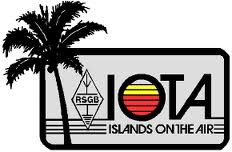 RSGB
IOTA
ISLANDS ON THE AIR